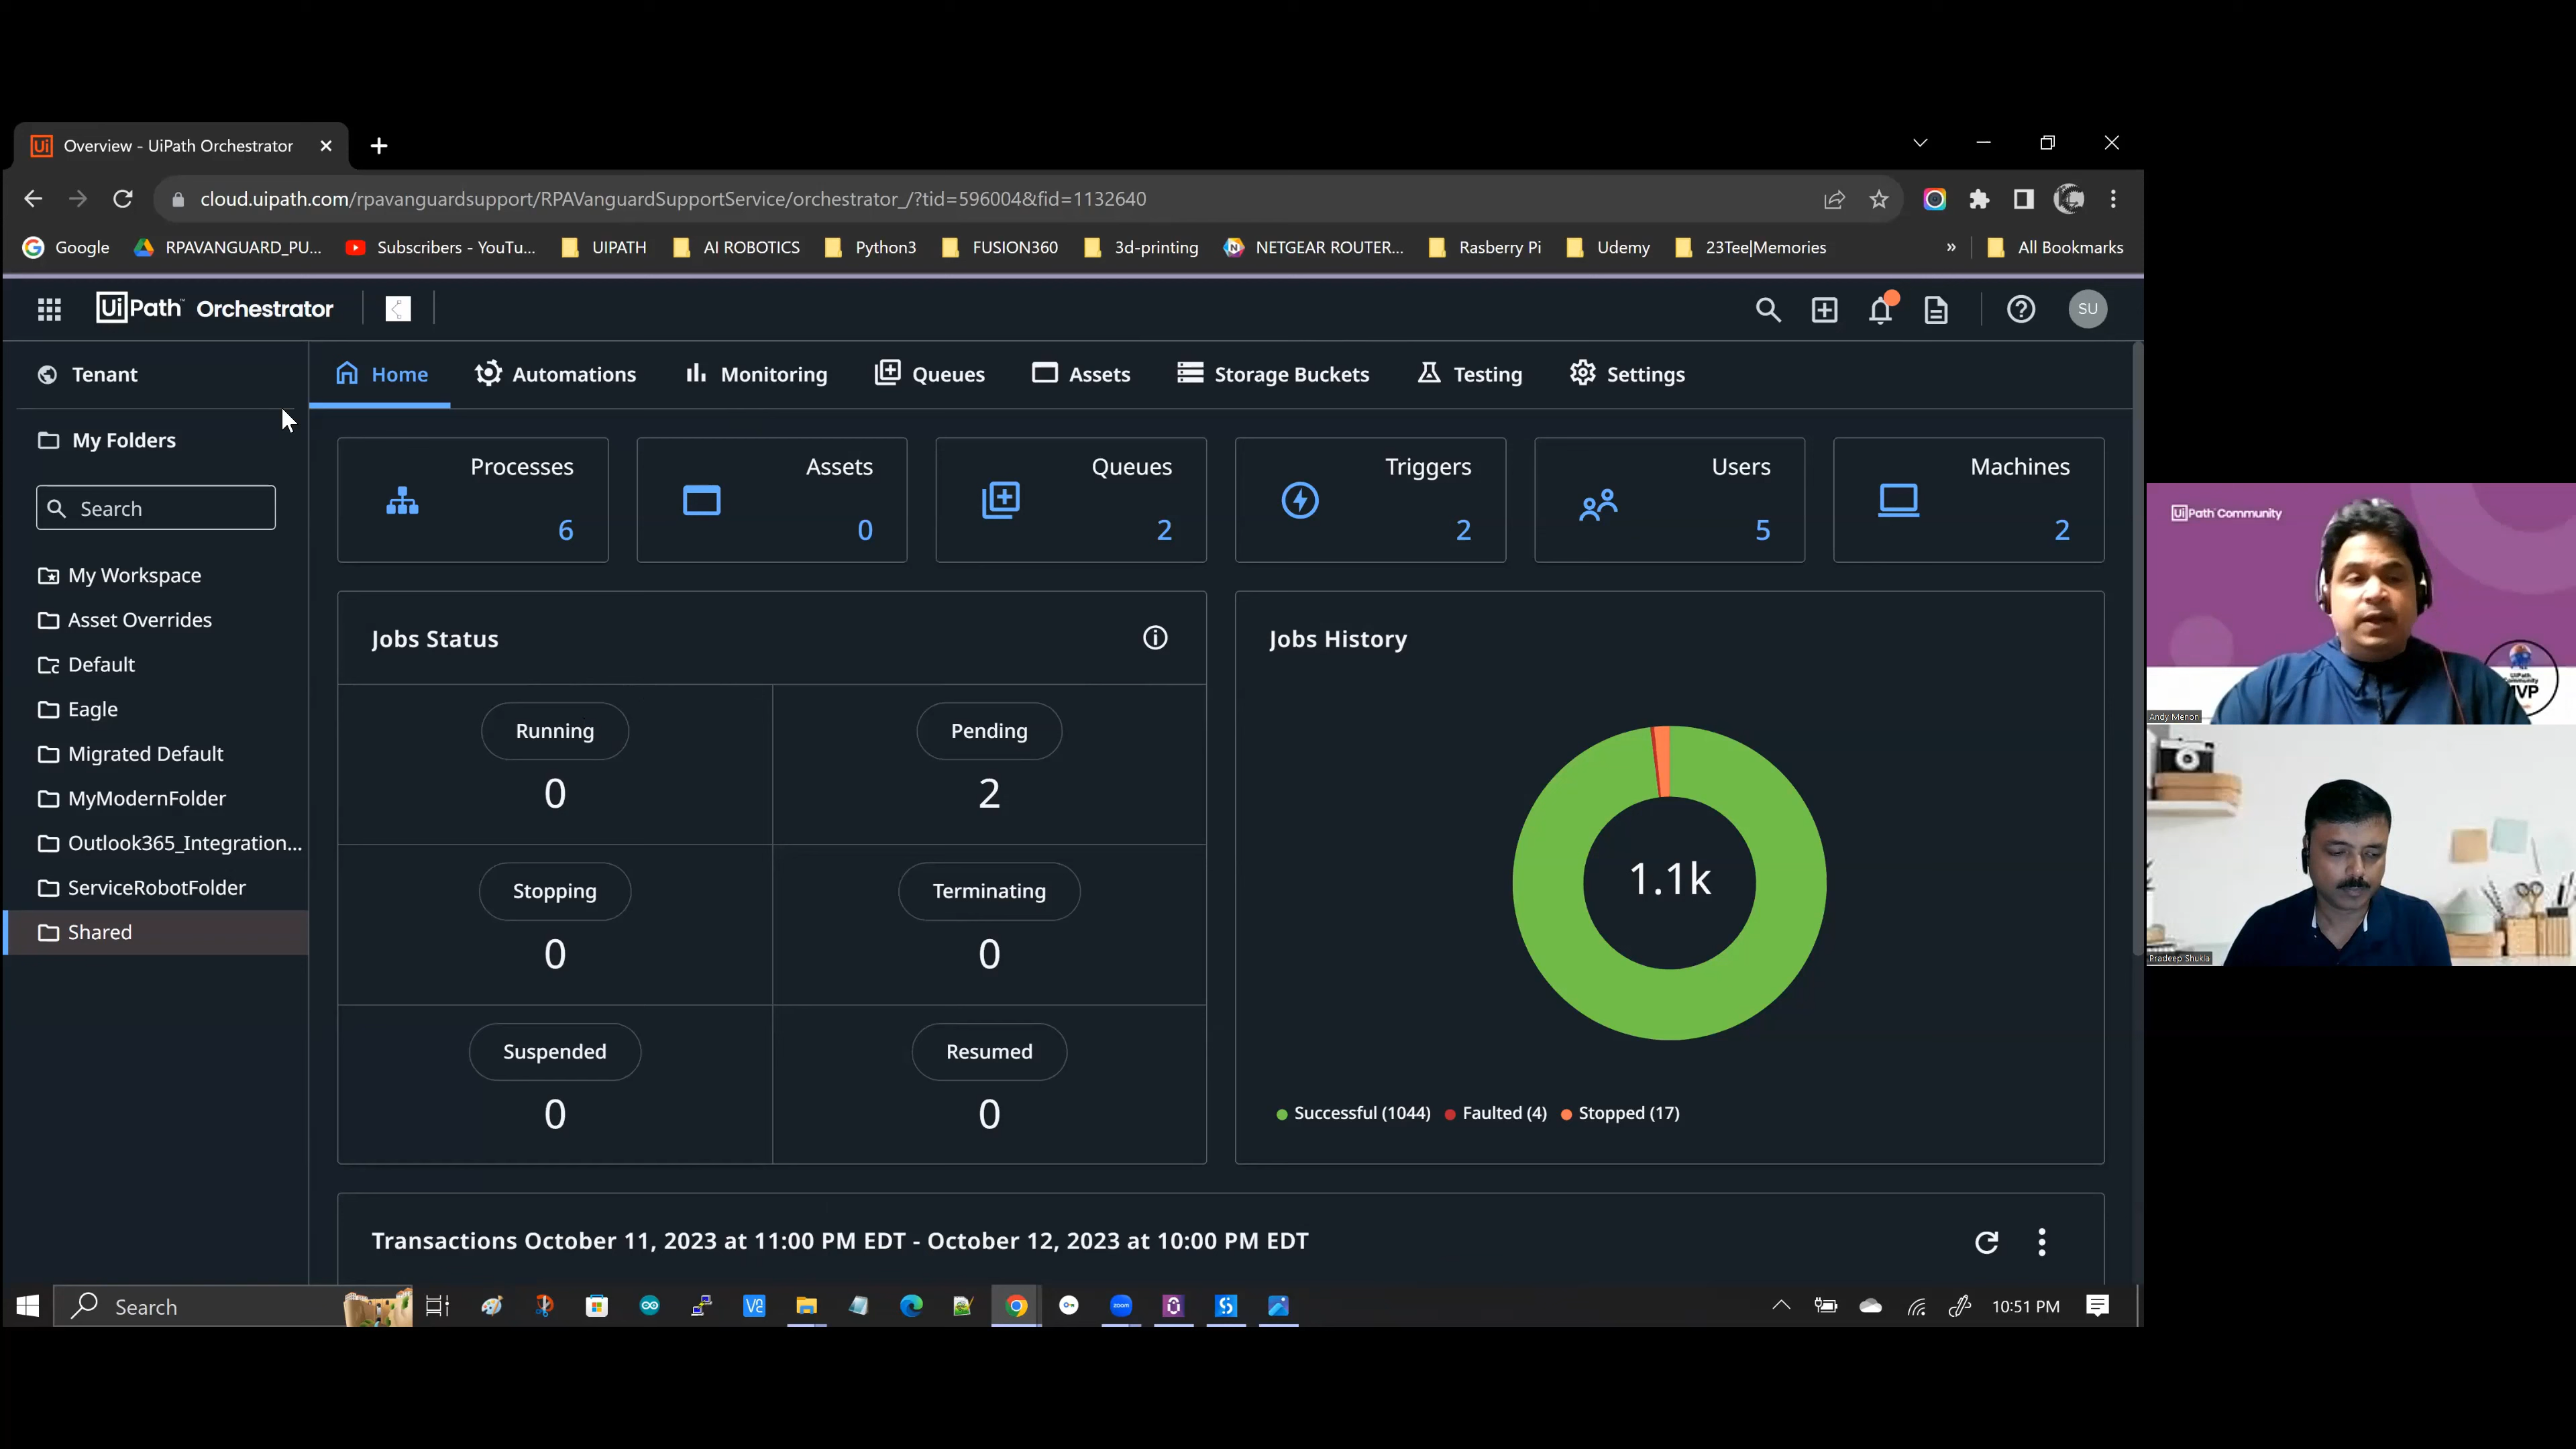 Overview - UiPath Orchestrator
cloud.uipath.com/rpavanguardsupport/RPAVanguardSupportService/orchestrator_/?tid=596004&fid=1132640
Google RPAVANGUARD_PU... Subscribers - YouTu... UIPATH AI ROBOTICS Python3 FUSION360 3d-printing NETGEAR ROUTER... Rasberry Pi Udemy 23Tee|Memories » All Bookmarks
UiPath™ Orchestrator SU
Tenant Home Automations Monitoring Queues Assets Storage Buckets Testing Settings
My Folders
Search
My Workspace
Asset Overrides
Default
Eagle
Migrated Default
MyModernFolder
Outlook365_Integration...
ServiceRobotFolder
Shared
Processes Assets Queues Triggers Users Machines
6 0 2 2 5 2
Jobs Status Jobs History
Running Pending
0 2
Stopping Terminating
0 0
Suspended Resumed
0 0
1.1k
Successful (1044) Faulted (4) Stopped (17)
Transactions October 11, 2023 at 11:00 PM EDT - October 12, 2023 at 10:00 PM EDT
Search zoom 10:51 PM
UiPath Community
UiPath
Community
MVP
Andy Menon
Pradeep Shukla